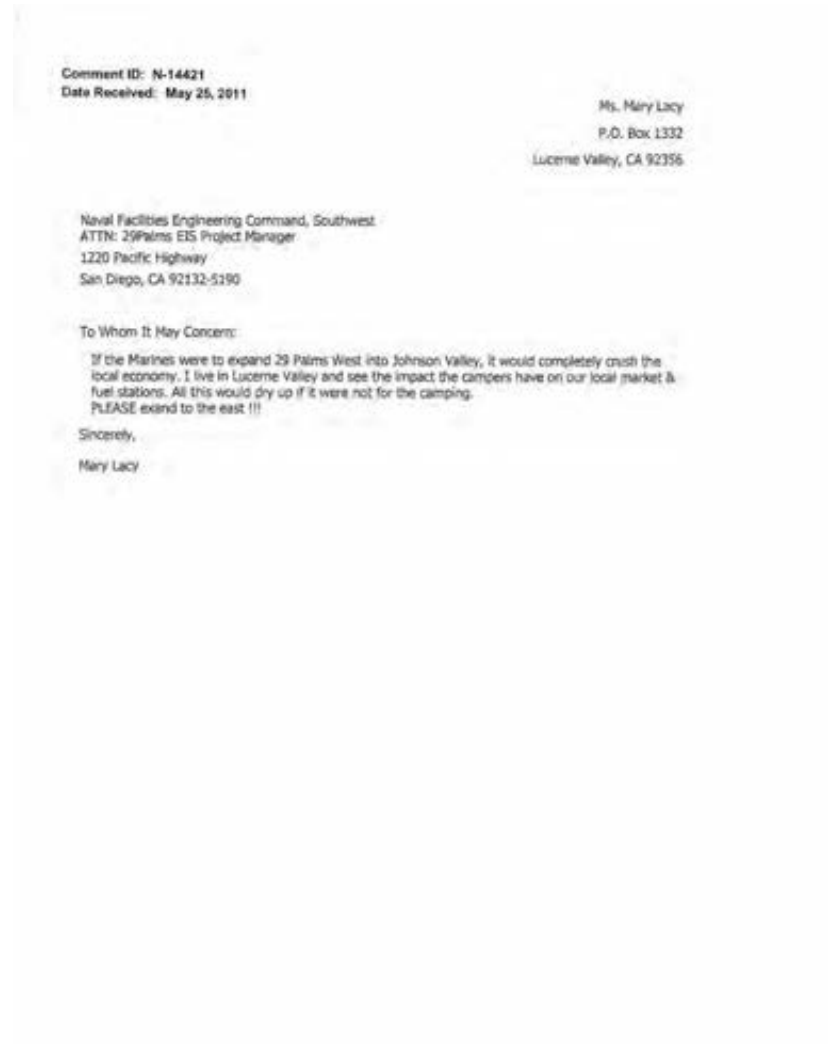 Comment ID: N-14421
Date Received: May 25, 2011
Ms. Mary Lacy
P.O. Box 1332
Lucerne Valley, CA 92356
Naval Facilities Engineering Command, Southwest
ATTN: 29Palms EIS Project Manager
1220 Pacific Highway
San Diego, CA 92132-5190
To Whom It May Concern:
If the Marines were to expand 29 Palms West into Johnson Valley, it would completely crush the
local economy. I live in Lucerne Valley and see the impact the campers have on our local market &
fuel stations. All this would dry up if it were not for the camping.
PLEASE exand to the east !!!
Sincerely,
Mary Lacy